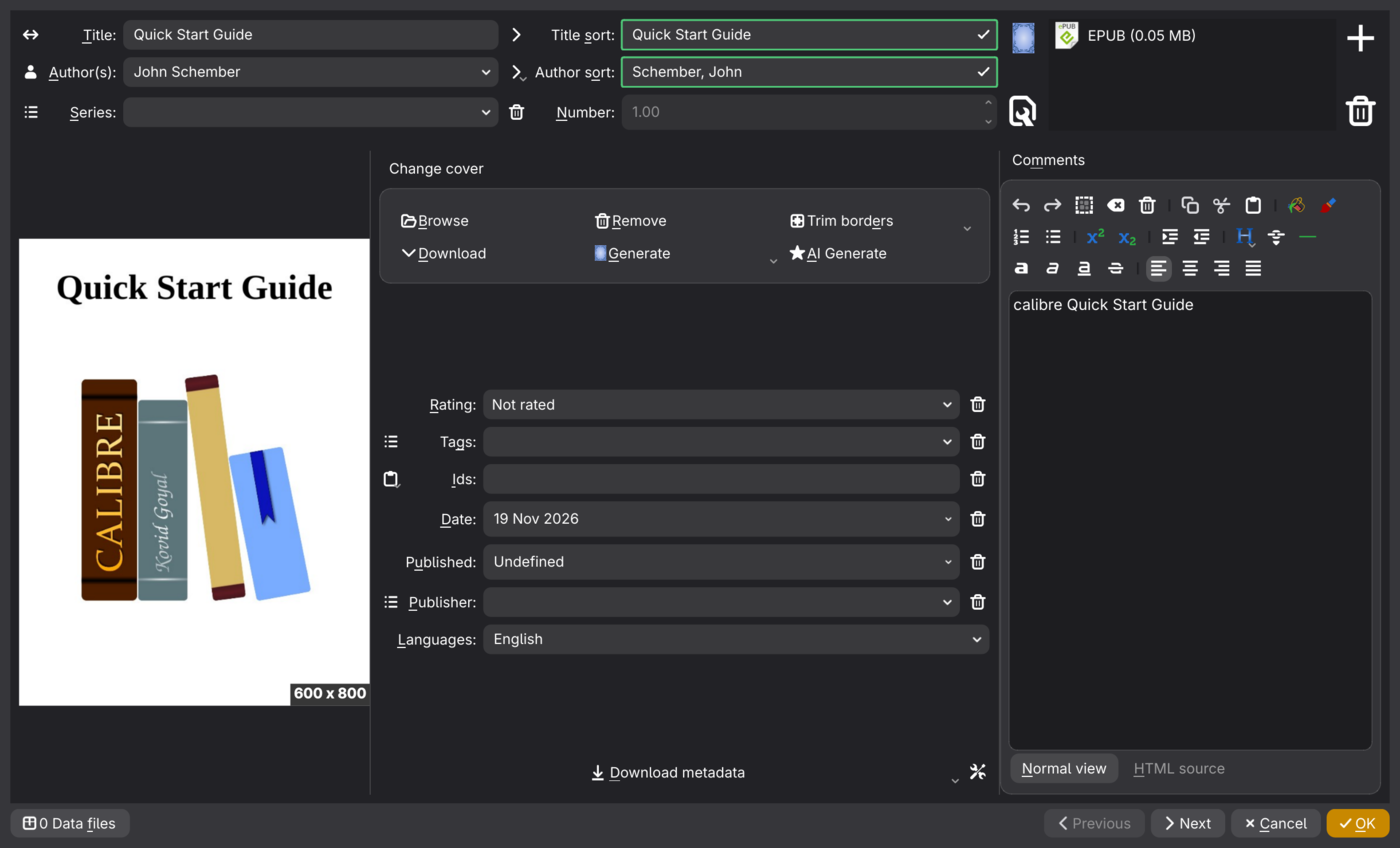 Title: Quick Start Guide Title sort: Quick Start Guide
ePUB EPUB (0.05 MB)
Author(s): John Schember Author sort: Schember, John
Series: Number: 1.00
Change cover
Browse Remove Trim borders
Download Generate AI Generate
Quick Start Guide
CALIBRE
Kovid Goyal
600 x 800
Rating: Not rated
Tags:
Ids:
Date: 19 Nov 2026
Published: Undefined
Publisher:
Languages: English
Download metadata
Comments
calibre Quick Start Guide
Normal view HTML source
0 Data files Previous Next Cancel OK